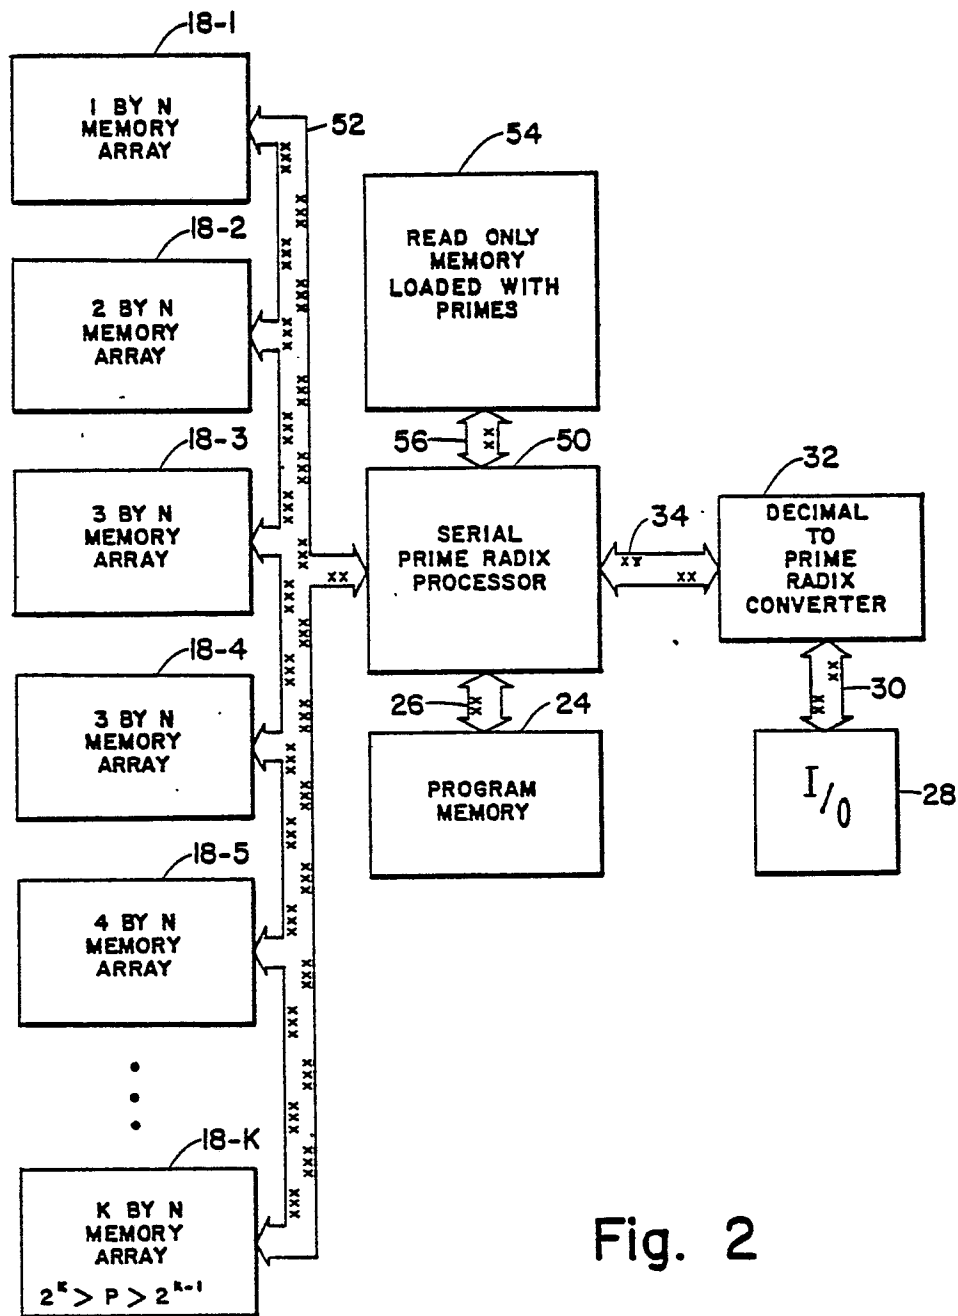 18-1
1 BY N
MEMORY
ARRAY
52
18-2
2 BY N
MEMORY
ARRAY
18-3
3 BY N
MEMORY
ARRAY
18-4
3 BY N
MEMORY
ARRAY
18-5
4 BY N
MEMORY
ARRAY
18-K
K BY N
MEMORY
ARRAY
2^K > P > 2^K-1
54
READ ONLY
MEMORY
LOADED WITH
PRIMES
56
50
SERIAL
PRIME RADIX
PROCESSOR
26
24
PROGRAM
MEMORY
34
32
DECIMAL
TO
PRIME
RADIX
CONVERTER
30
I/O
28
Fig. 2